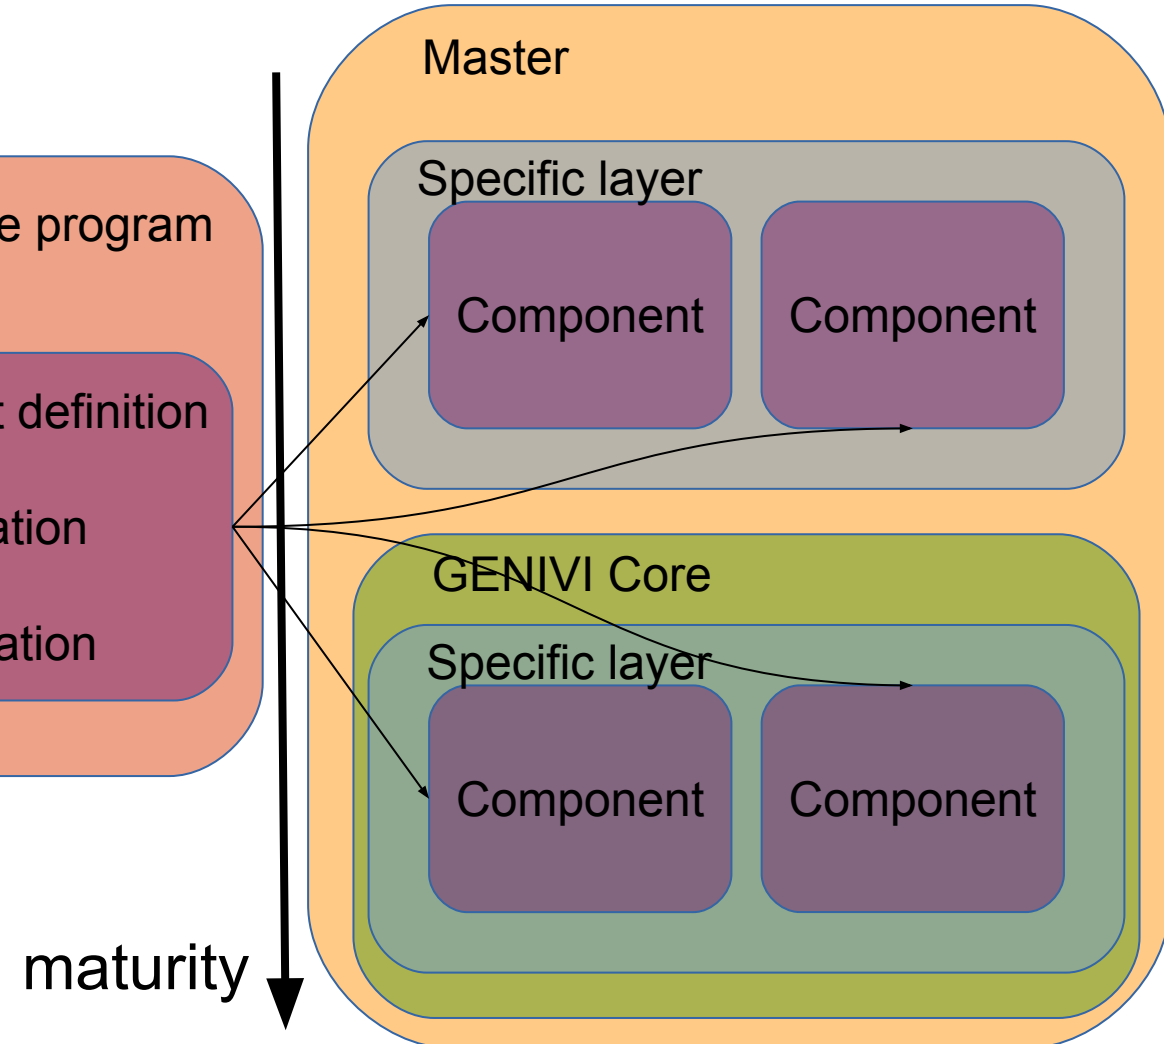 Master
Specific layer
Component
Component
GENIVI Core
Specific layer
Component
Component
e program
t definition
ation
ation
maturity